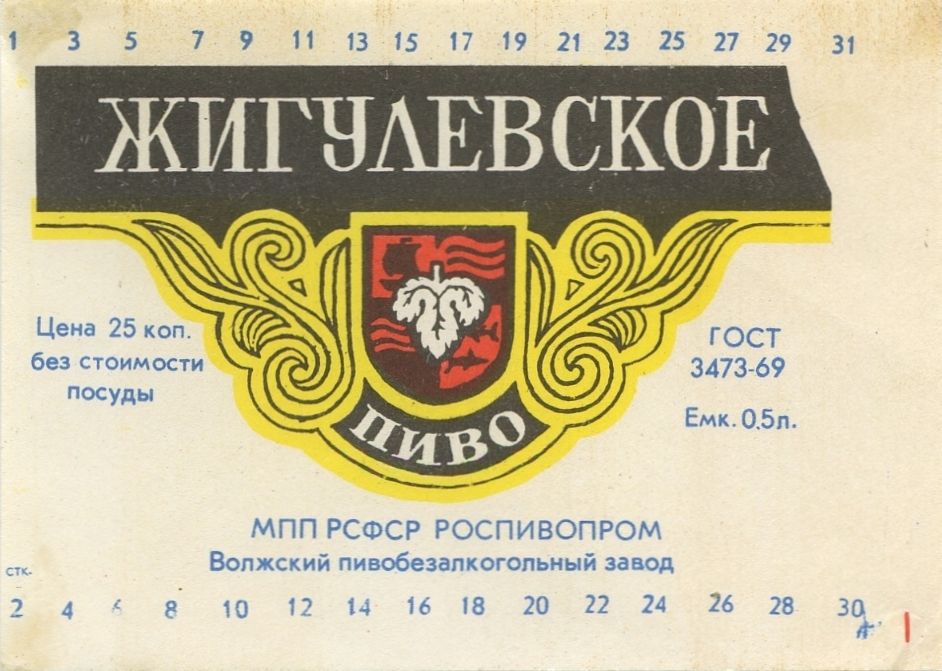 1 3 5 7 9 11 13 15 17 19 21 23 25 27 29 31
ЖИГУЛЕВСКОЕ
Цена 25 коп.
без стоимости
посуды
ГОСТ
3473-69
Емк. 0,5л.
ПИВО
МПП РСФСР РОСПИВОПРОМ
Волжский пивобезалкогольный завод
стк-
2 4 6 8 10 12 14 16 18 20 22 24 26 28 30